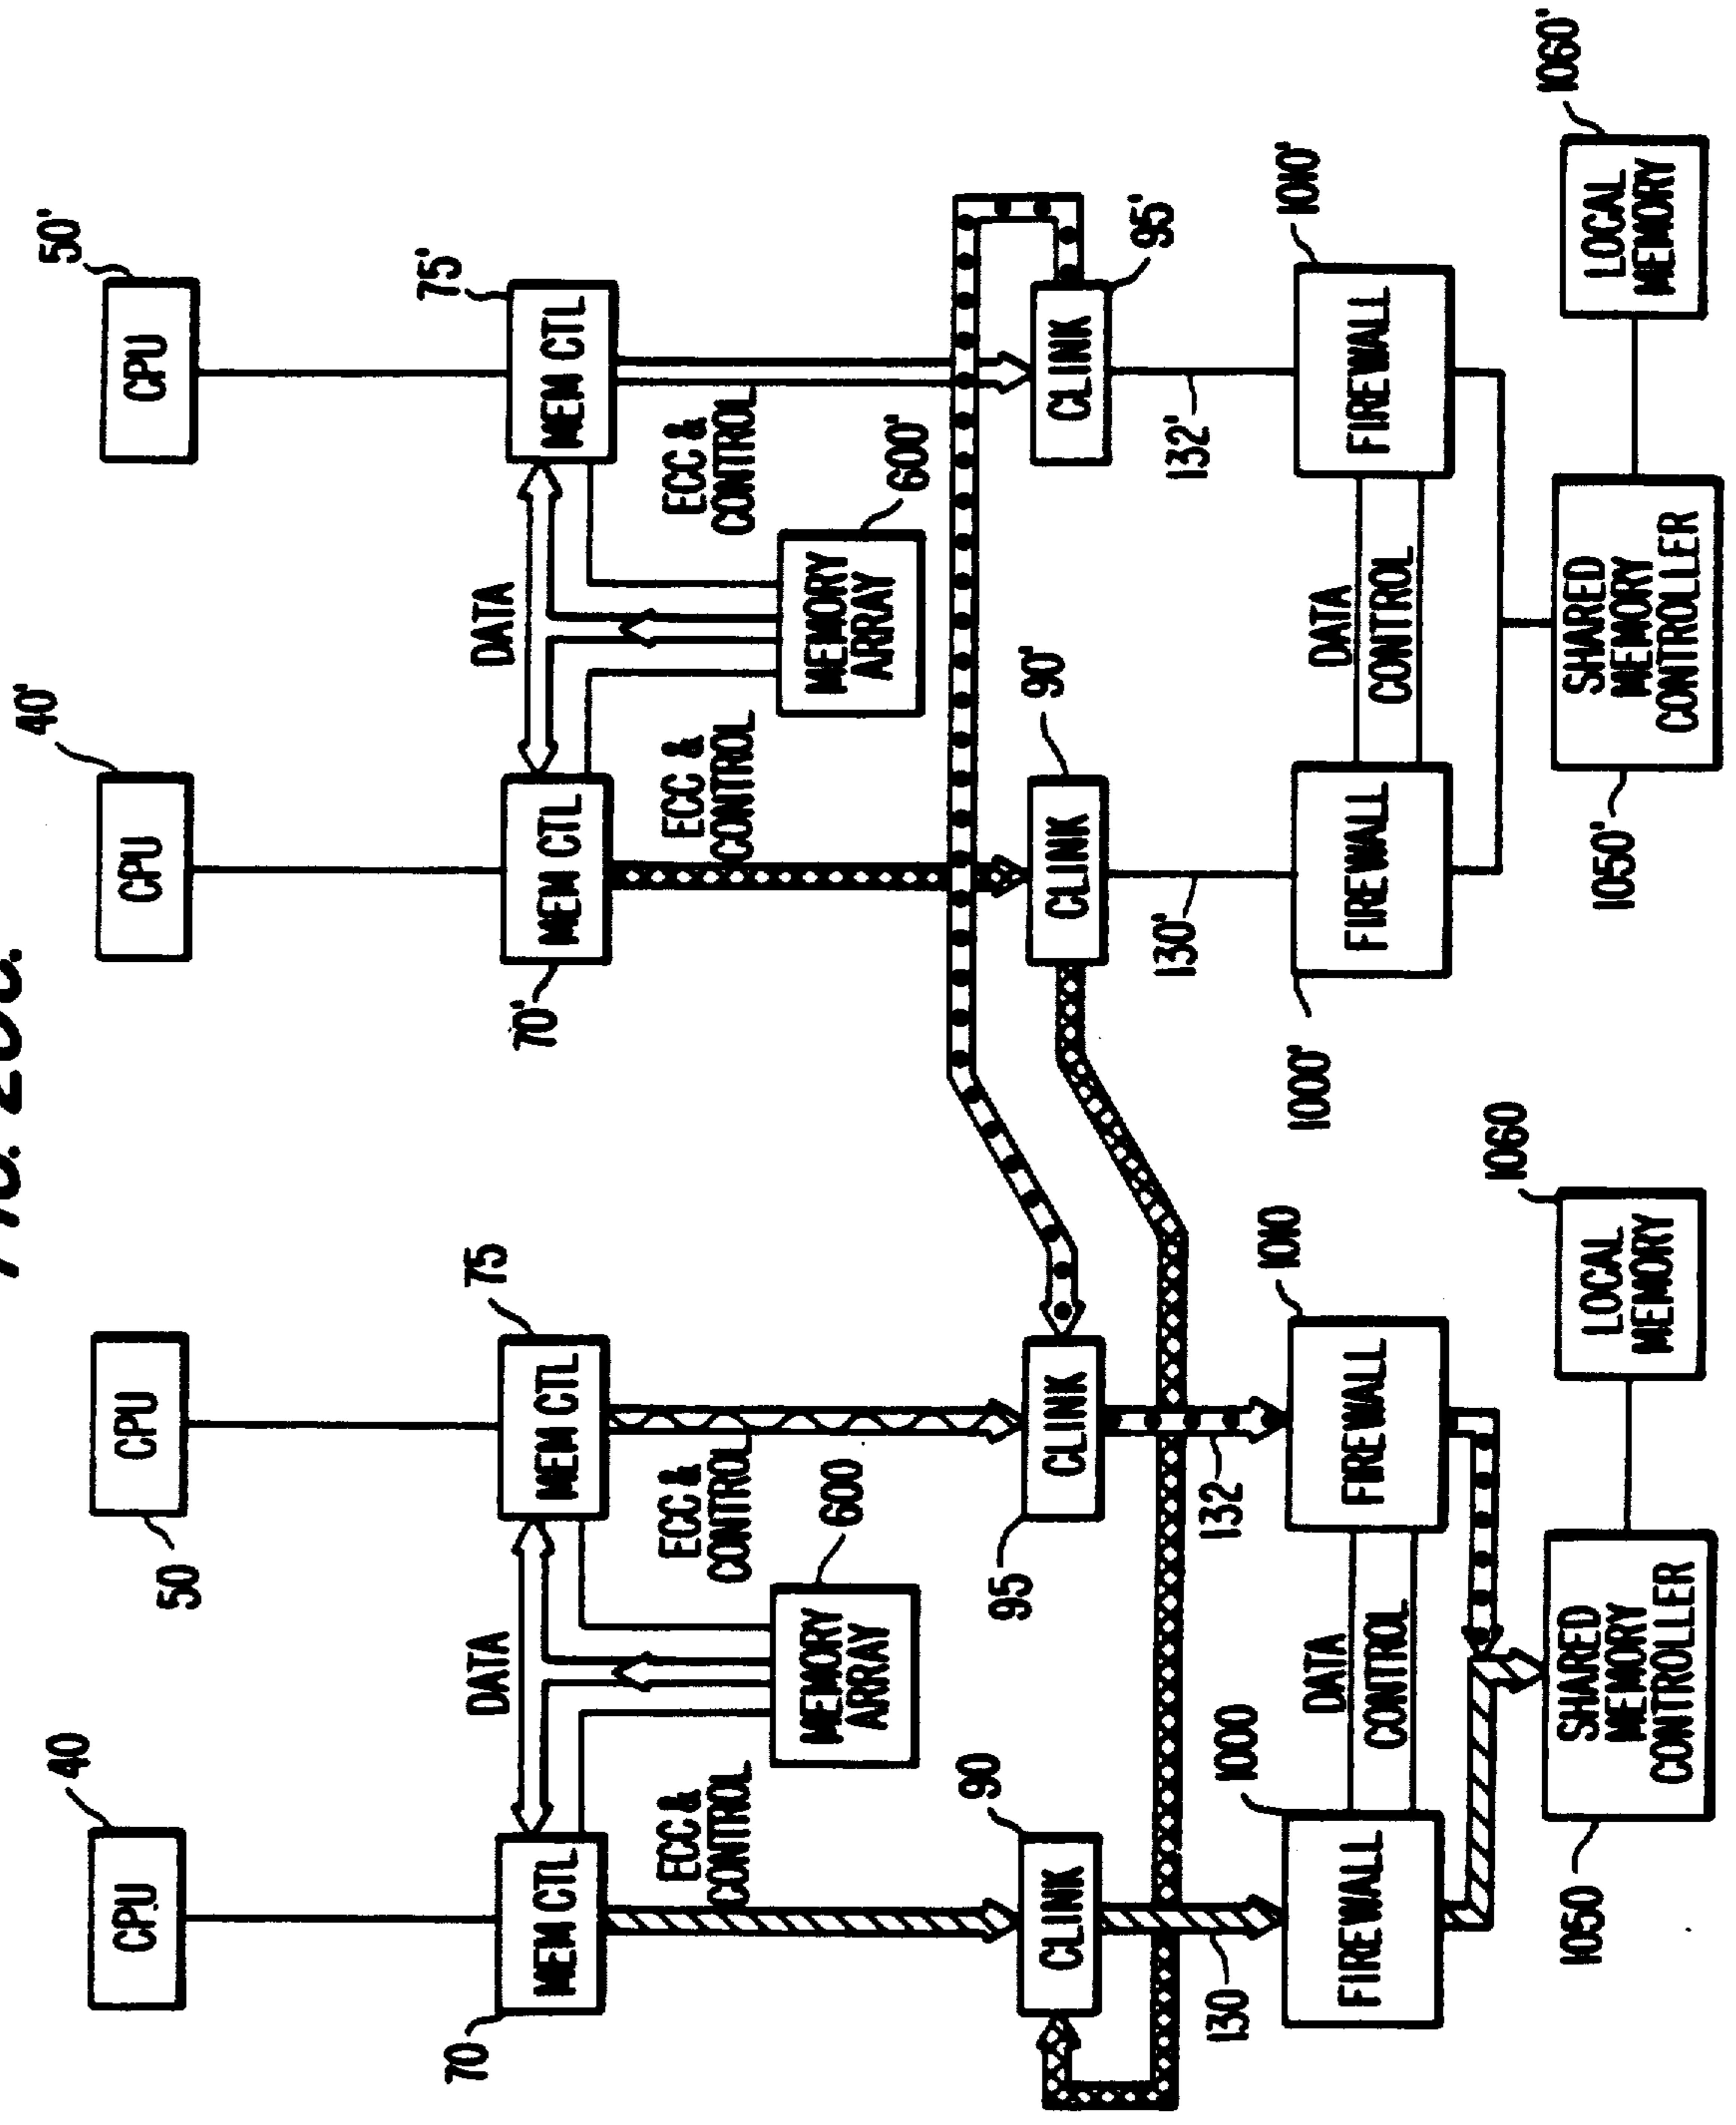 40
CPU
50
CPU
40'
CPU
50'
CPU
70
MEM CTL
DATA
75
MEM CTL
70'
MEM CTL
DATA
75'
MEM CTL
ECC &
CONTROL
ECC &
CONTROL
ECC &
CONTROL
ECC &
CONTROL
MEMORY
ARRAY
600
MEMORY
ARRAY
600'
90
CLINK
95
CLINK
90'
CLINK
95'
CLINK
130
132
130'
132'
1000
FIREWALL
DATA
CONTROL
1010
FIREWALL
1000'
FIREWALL
DATA
CONTROL
1010'
FIREWALL
1050
SHARED
MEMORY
CONTROLLER
1060
LOCAL
MEMORY
1050'
SHARED
MEMORY
CONTROLLER
1060'
LOCAL
MEMORY